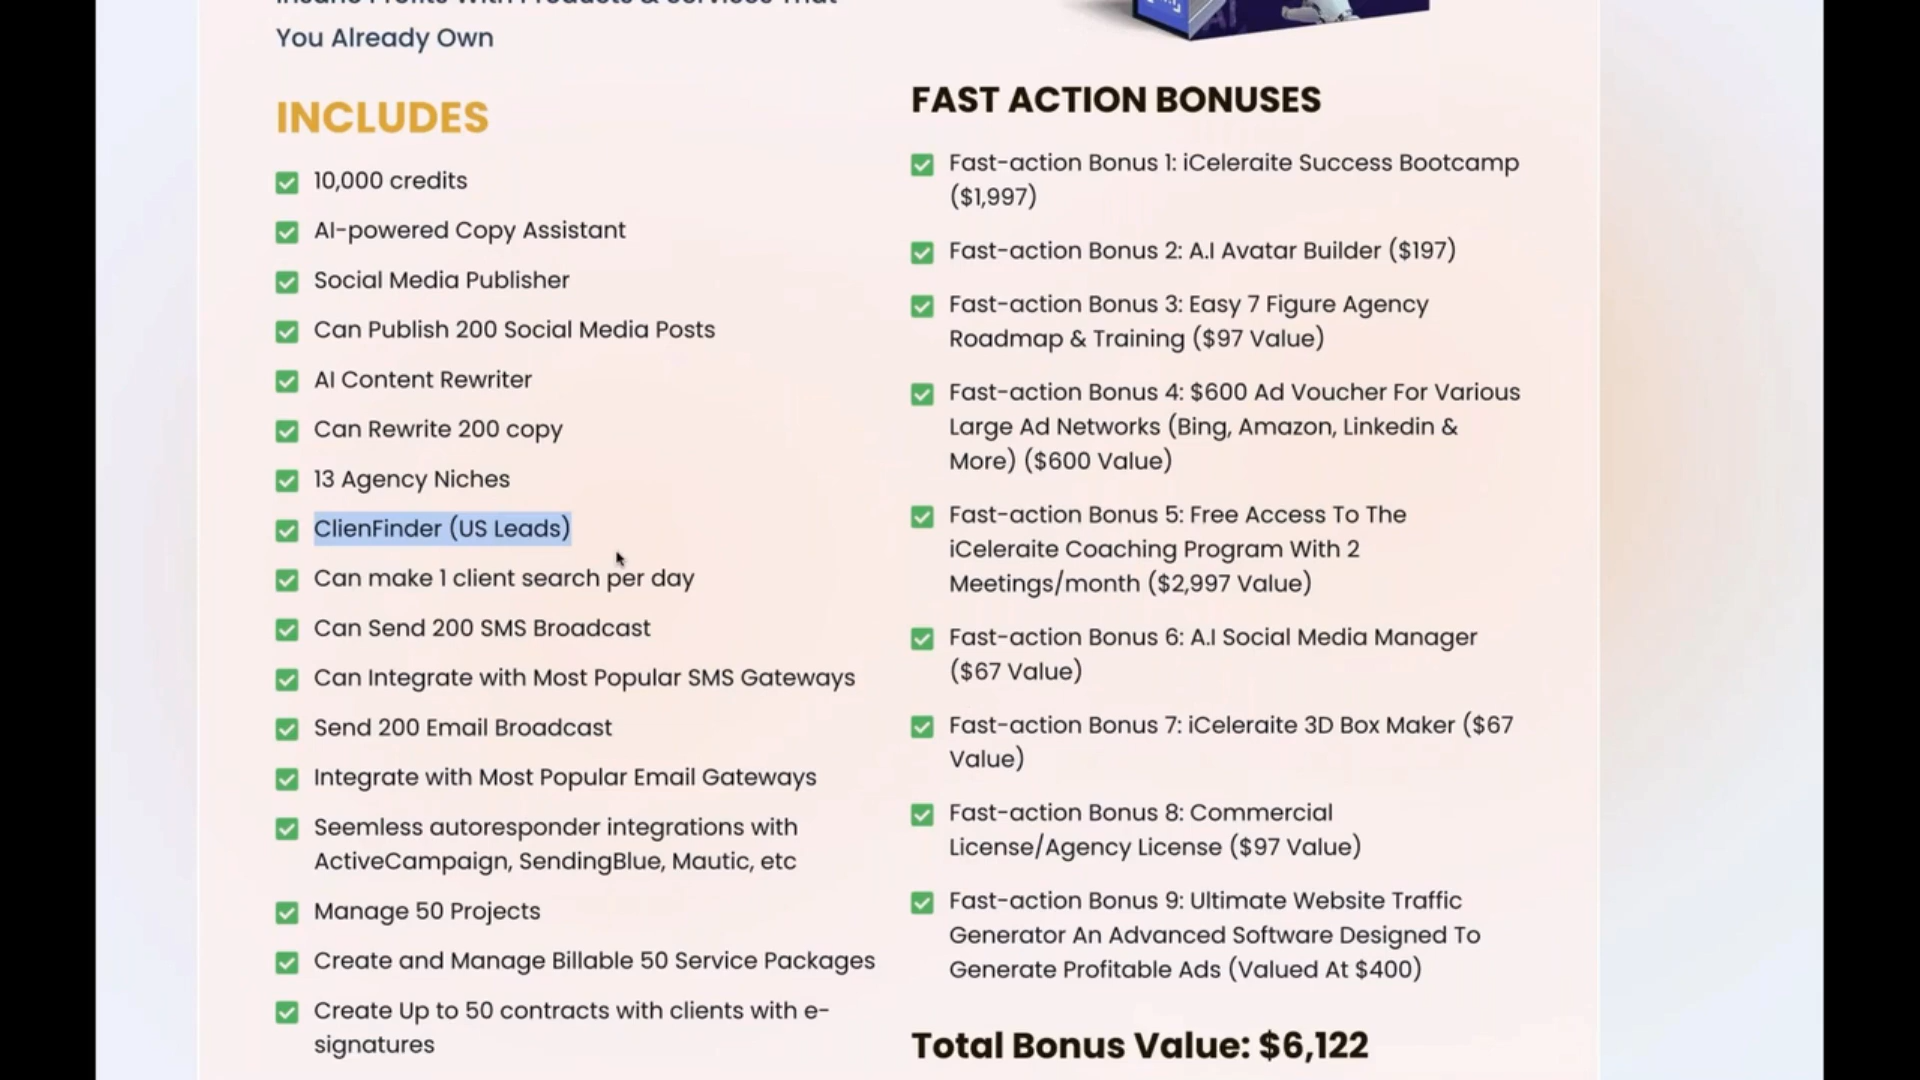 Insane Profits With Products & Services That
You Already Own
INCLUDES
10,000 credits
AI-powered Copy Assistant
Social Media Publisher
Can Publish 200 Social Media Posts
AI Content Rewriter
Can Rewrite 200 copy
13 Agency Niches
ClienFinder (US Leads)
Can make 1 client search per day
Can Send 200 SMS Broadcast
Can Integrate with Most Popular SMS Gateways
Send 200 Email Broadcast
Integrate with Most Popular Email Gateways
Seemless autoresponder integrations with
ActiveCampaign, SendingBlue, Mautic, etc
Manage 50 Projects
Create and Manage Billable 50 Service Packages
Create Up to 50 contracts with clients with e-
signatures
AI
FAST ACTION BONUSES
Fast-action Bonus 1: iCeleraite Success Bootcamp
($1,997)
Fast-action Bonus 2: A.I Avatar Builder ($197)
Fast-action Bonus 3: Easy 7 Figure Agency
Roadmap & Training ($97 Value)
Fast-action Bonus 4: $600 Ad Voucher For Various
Large Ad Networks (Bing, Amazon, Linkedin &
More) ($600 Value)
Fast-action Bonus 5: Free Access To The
iCeleraite Coaching Program With 2
Meetings/month ($2,997 Value)
Fast-action Bonus 6: A.I Social Media Manager
($67 Value)
Fast-action Bonus 7: iCeleraite 3D Box Maker ($67
Value)
Fast-action Bonus 8: Commercial
License/Agency License ($97 Value)
Fast-action Bonus 9: Ultimate Website Traffic
Generator An Advanced Software Designed To
Generate Profitable Ads (Valued At $400)
Total Bonus Value: $6,122